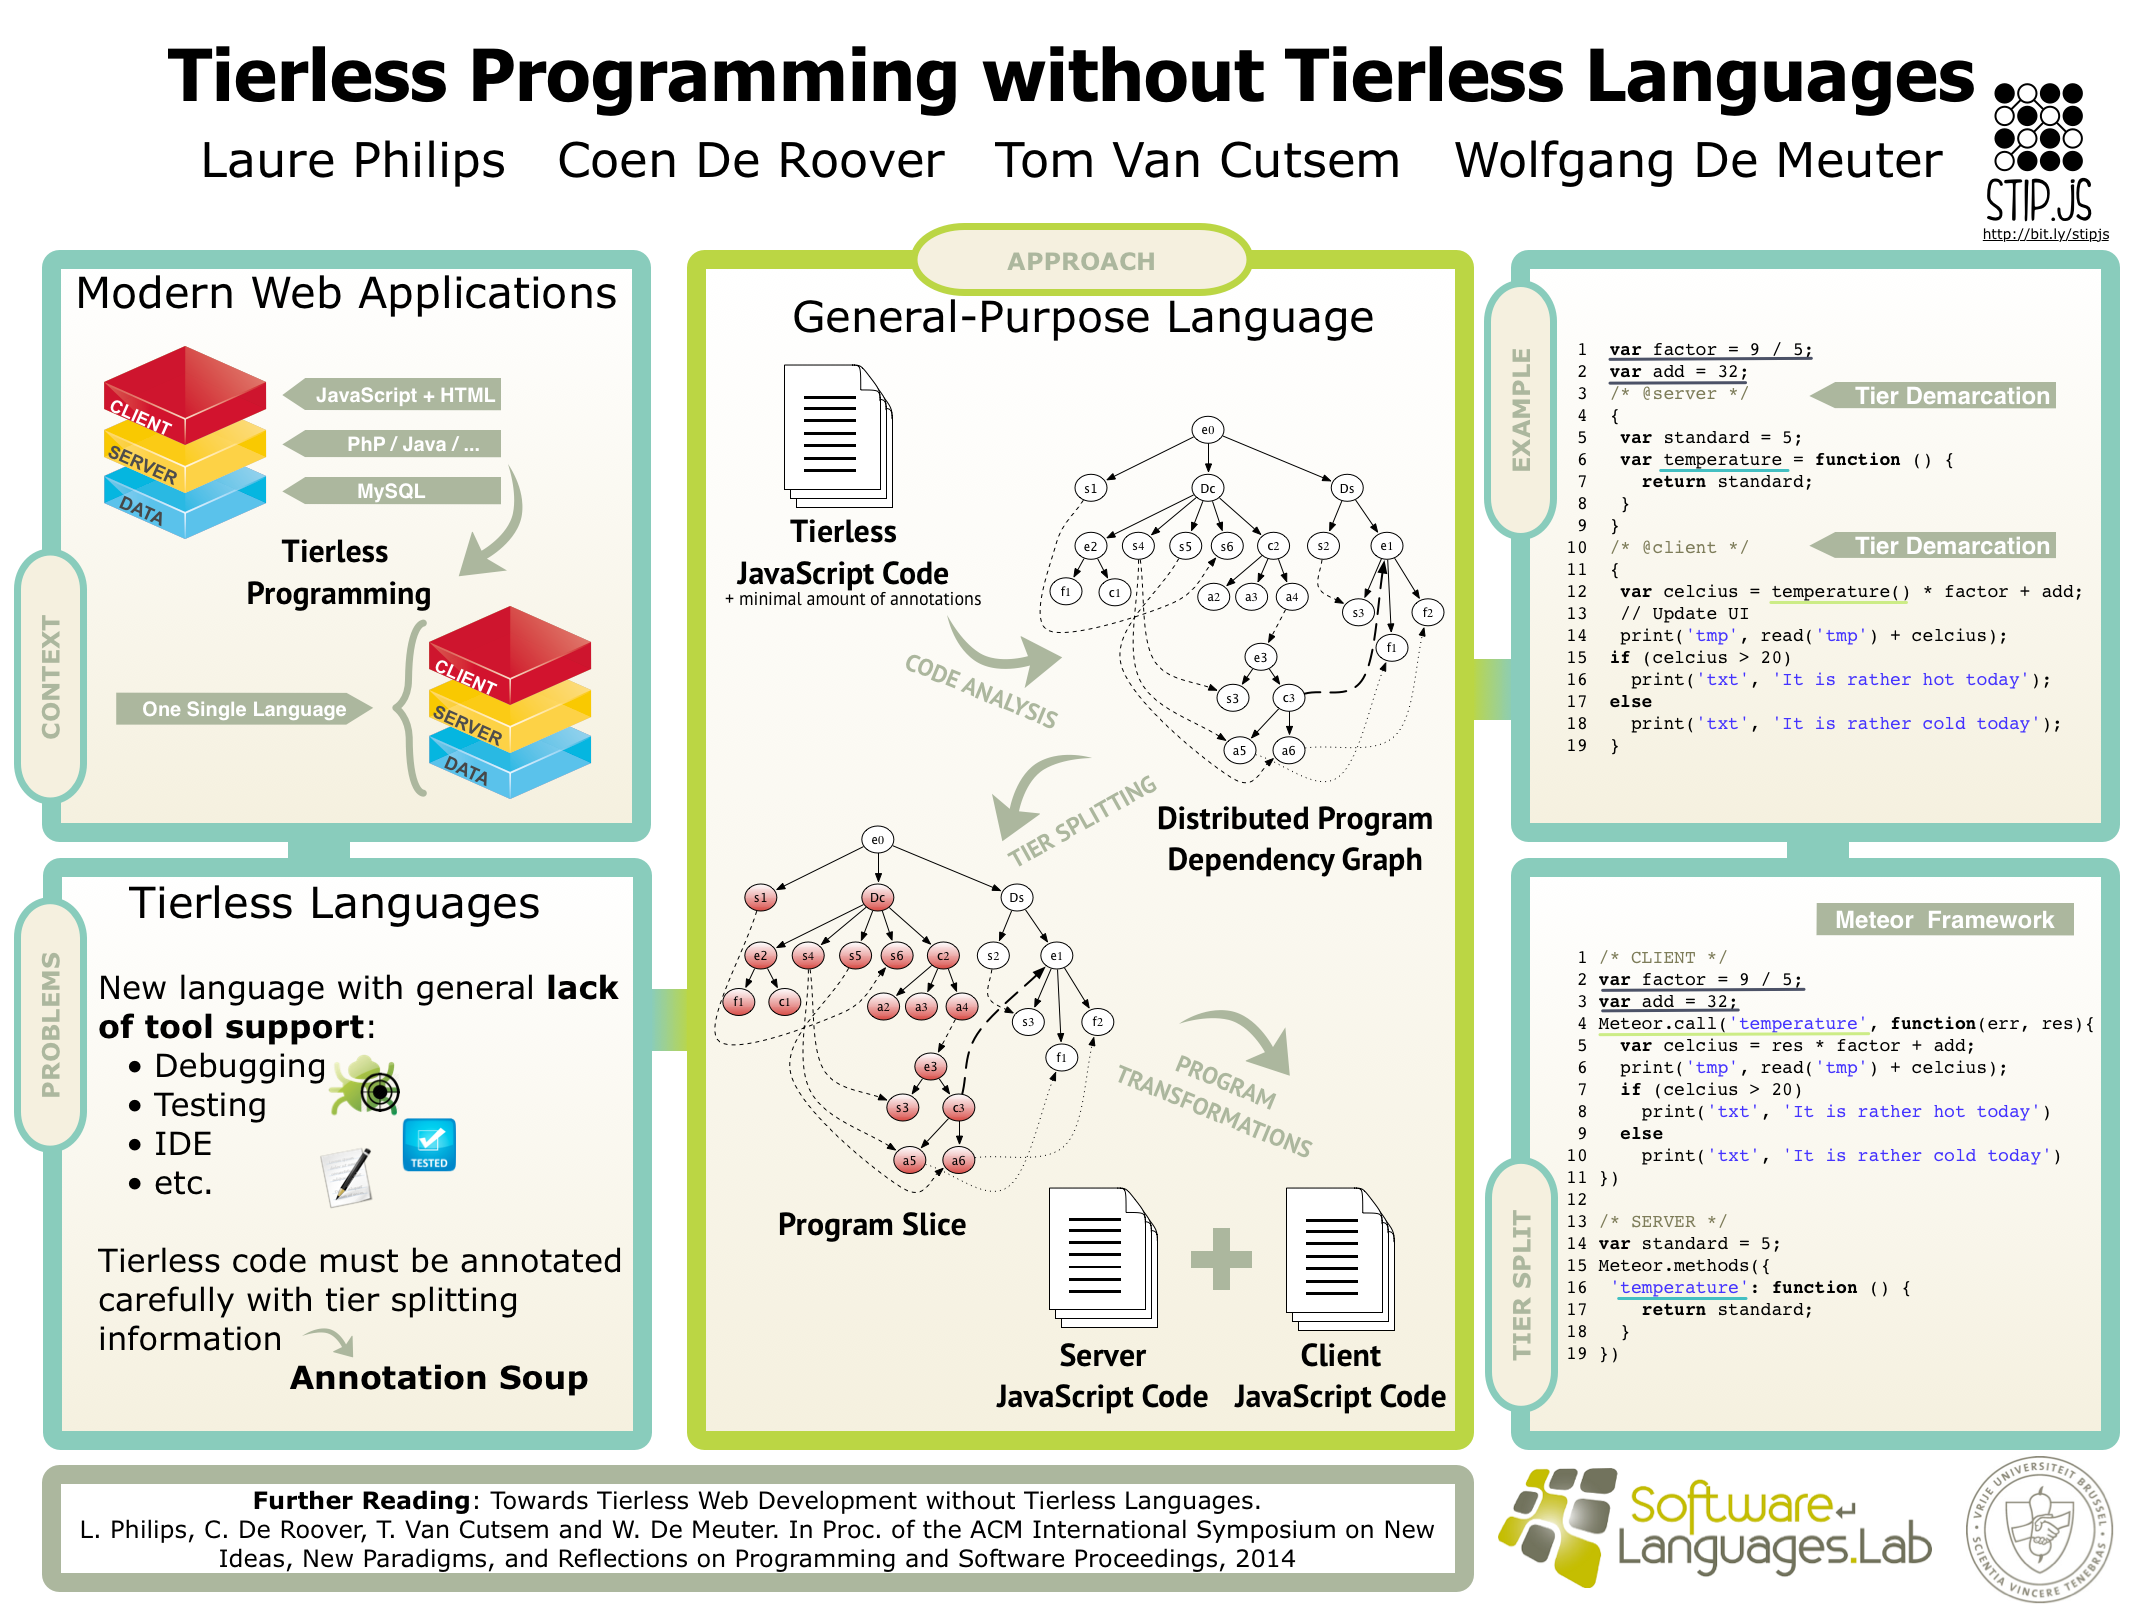 Tierless Programming without Tierless Languages
Laure Philips Coen De Roover Tom Van Cutsem Wolfgang De Meuter
STIP.JS
http://bit.ly/stipjs
CONTEXT
Modern Web Applications
CLIENT
SERVER
DATA
JavaScript + HTML
PhP / Java / ...
MySQL
Tierless
Programming
One Single Language
CLIENT
SERVER
DATA
PROBLEMS
Tierless Languages
New language with general lack
of tool support:
• Debugging
• Testing
• IDE
• etc.
TESTED
Tierless code must be annotated
carefully with tier splitting
information
Annotation Soup
APPROACH
General-Purpose Language
Tierless
JavaScript Code
+ minimal amount of annotations
CODE ANALYSIS
e0
s1 Dc Ds
e2 s4 s5 s6 c2 s2 e1
f1 c1 a2 a3 a4 s3 f2
f1
e3
s3 c3
a5 a6
Distributed Program
Dependency Graph
TIER SPLITTING
e0
s1 Dc Ds
e2 s4 s5 s6 c2 s2 e1
f1 c1 a2 a3 a4 s3 f2
f1
e3
s3 c3
a5 a6
Program Slice
PROGRAM
TRANSFORMATIONS
Server
JavaScript Code
Client
JavaScript Code
EXAMPLE
1 var factor = 9 / 5;
2 var add = 32;
3 /* @server */
Tier Demarcation
4 {
5 var standard = 5;
6 var temperature = function () {
7 return standard;
8 }
9 }
10 /* @client */
Tier Demarcation
11 {
12 var celcius = temperature() * factor + add;
13 // Update UI
14 print('tmp', read('tmp') + celcius);
15 if (celcius > 20)
16 print('txt', 'It is rather hot today');
17 else
18 print('txt', 'It is rather cold today');
19 }
TIER SPLIT
Meteor Framework
1 /* CLIENT */
2 var factor = 9 / 5;
3 var add = 32;
4 Meteor.call('temperature', function(err, res){
5 var celcius = res * factor + add;
6 print('tmp', read('tmp') + celcius);
7 if (celcius > 20)
8 print('txt', 'It is rather hot today')
9 else
10 print('txt', 'It is rather cold today')
11 })
12
13 /* SERVER */
14 var standard = 5;
15 Meteor.methods({
16 'temperature': function () {
17 return standard;
18 }
19 })
Further Reading: Towards Tierless Web Development without Tierless Languages.
L. Philips, C. De Roover, T. Van Cutsem and W. De Meuter. In Proc. of the ACM International Symposium on New
Ideas, New Paradigms, and Reflections on Programming and Software Proceedings, 2014
Software
Languages.Lab
VRIJE UNIVERSITEIT BRUSSEL
SCIENTIA VINCERE TENEBRAS